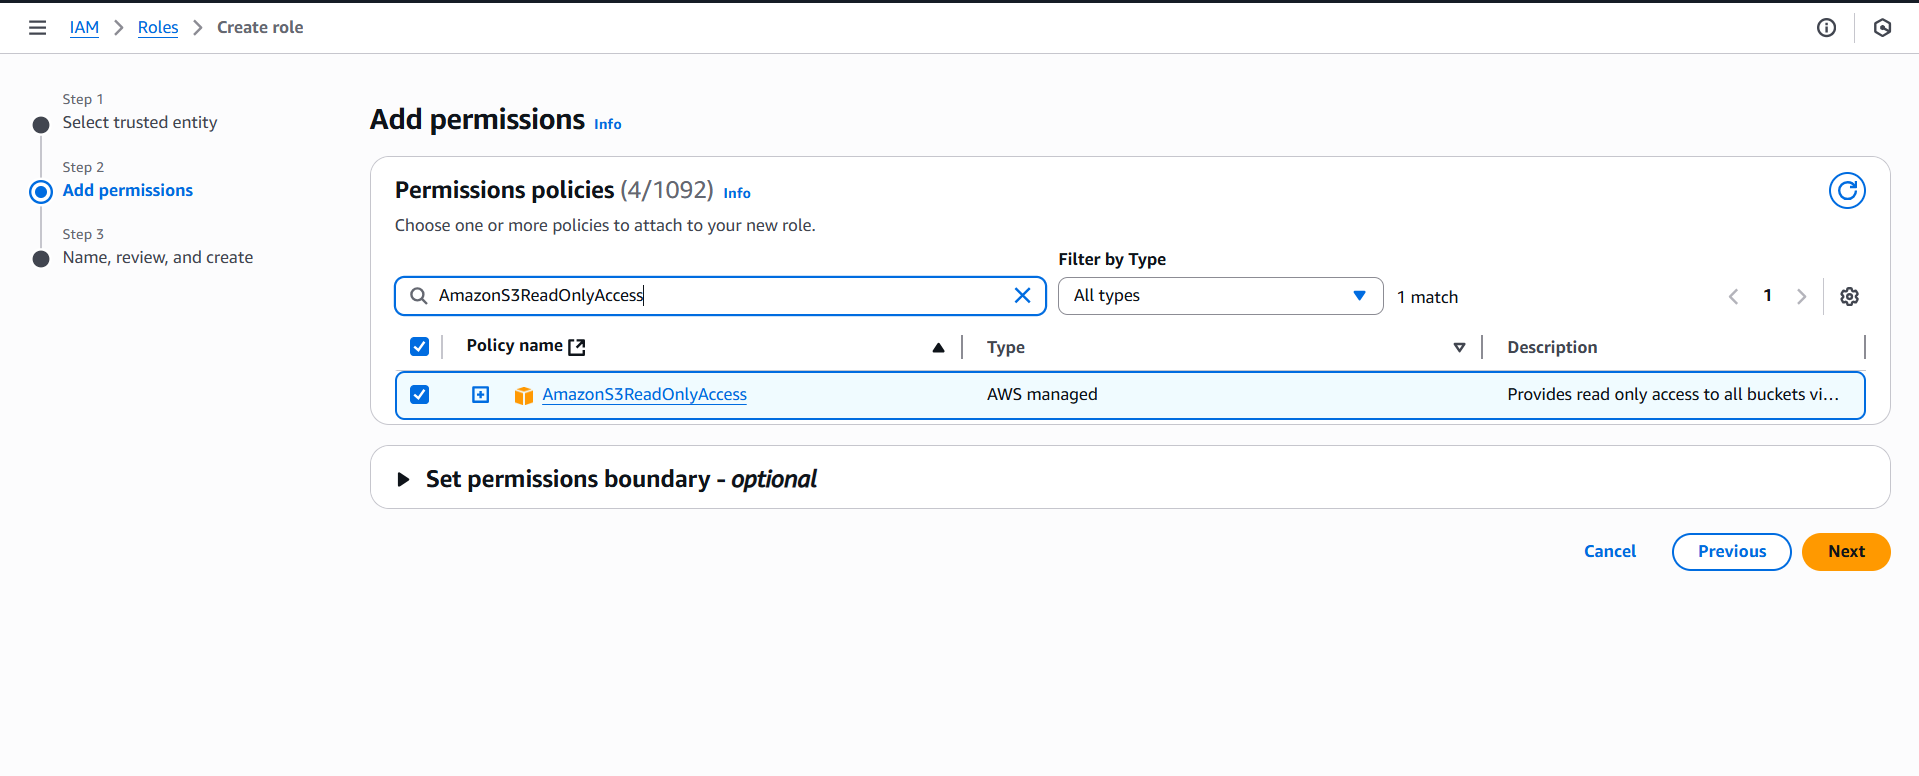 IAM > Roles > Create role
Step 1
Select trusted entity
Step 2
Add permissions
Step 3
Name, review, and create
Add permissions Info
Permissions policies (4/1092) Info
Choose one or more policies to attach to your new role.
Filter by Type
AmazonS3ReadOnlyAccess
All types
1 match
1
Policy name
Type
Description
AmazonS3ReadOnlyAccess
AWS managed
Provides read only access to all buckets vi...
Set permissions boundary - optional
Cancel
Previous
Next